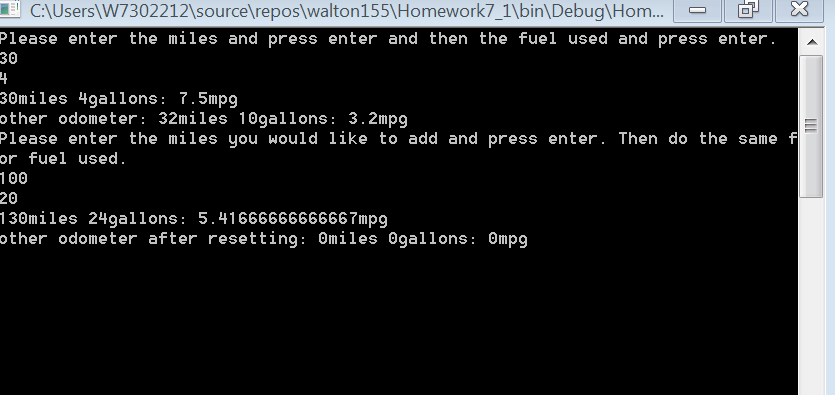 C:\Users\W7302212\source\repos\walton155\Homework7_1\bin\Debug\Hom...
Please enter the miles and press enter and then the fuel used and press enter.
30
4
30miles 4gallons: 7.5mpg
other odometer: 32miles 10gallons: 3.2mpg
Please enter the miles you would like to add and press enter. Then do the same f
or fuel used.
100
20
130miles 24gallons: 5.41666666666667mpg
other odometer after resetting: 0miles 0gallons: 0mpg